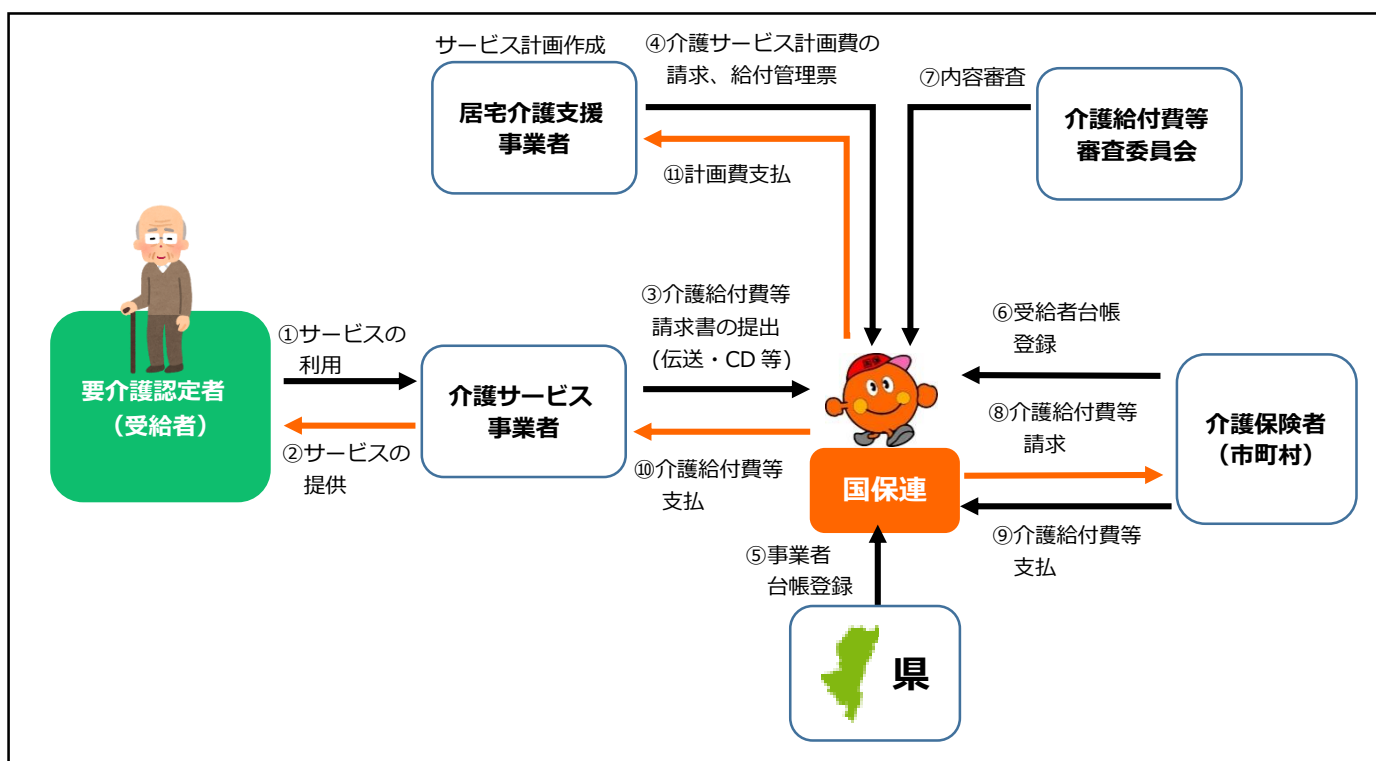 サービス計画作成
居宅介護支援
事業者
④介護サービス計画費の
請求、給付管理票
⑪計画費支払
⑦内容審査
介護給付費等
審査委員会
要介護認定者
（受給者）
①サービスの
利用
②サービスの
提供
介護サービス
事業者
③介護給付費等
請求書の提出
(伝送・CD 等)
⑩介護給付費等
支払
国保
国保連
⑥受給者台帳
登録
⑧介護給付費等
請求
⑨介護給付費等
支払
介護保険者
（市町村）
⑤事業者
台帳登録
県